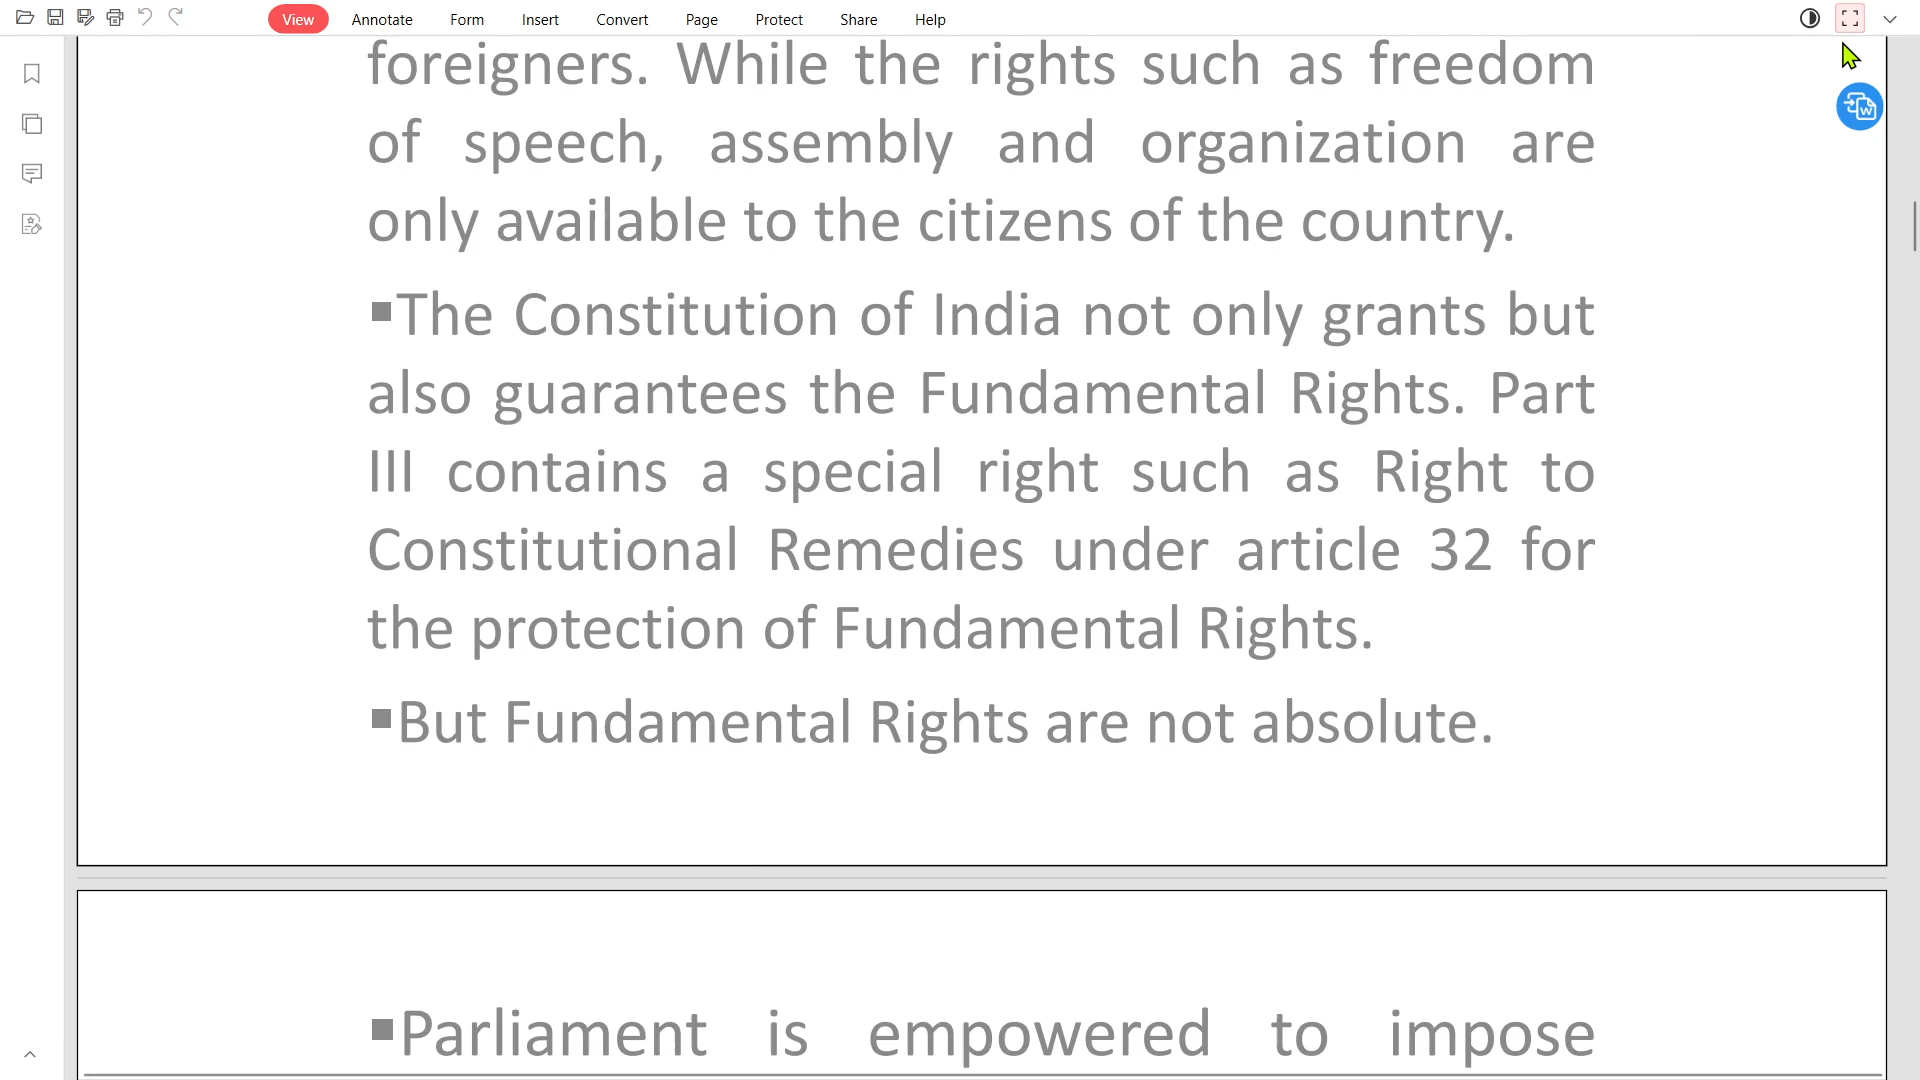 View Annotate Form Insert Convert Page Protect Share Help
foreigners. While the rights such as freedom
of speech, assembly and organization are
only available to the citizens of the country.
▪The Constitution of India not only grants but
also guarantees the Fundamental Rights. Part
III contains a special right such as Right to
Constitutional Remedies under article 32 for
the protection of Fundamental Rights.
▪But Fundamental Rights are not absolute.
▪Parliament is empowered to impose